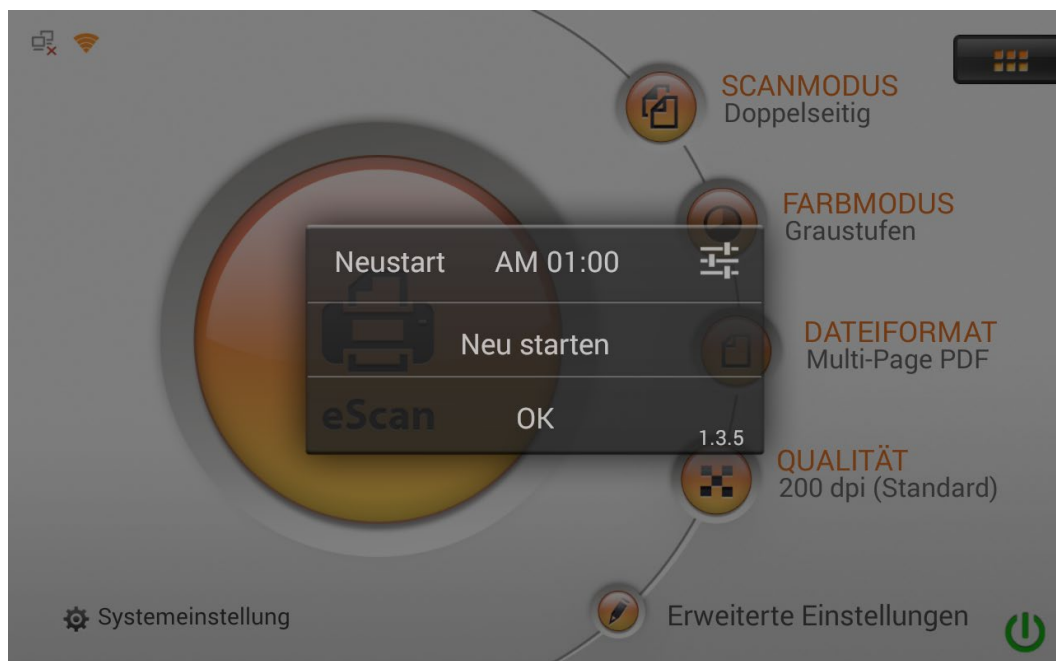 SCANMODUS
Doppelseitig
FARBMODUS
Graustufen
Neustart AM 01:00
Neu starten
DATEIFORMAT
Multi-Page PDF
eScan
OK
1.3.5
QUALITÄT
200 dpi (Standard)
Systemeinstellung
Erweiterte Einstellungen